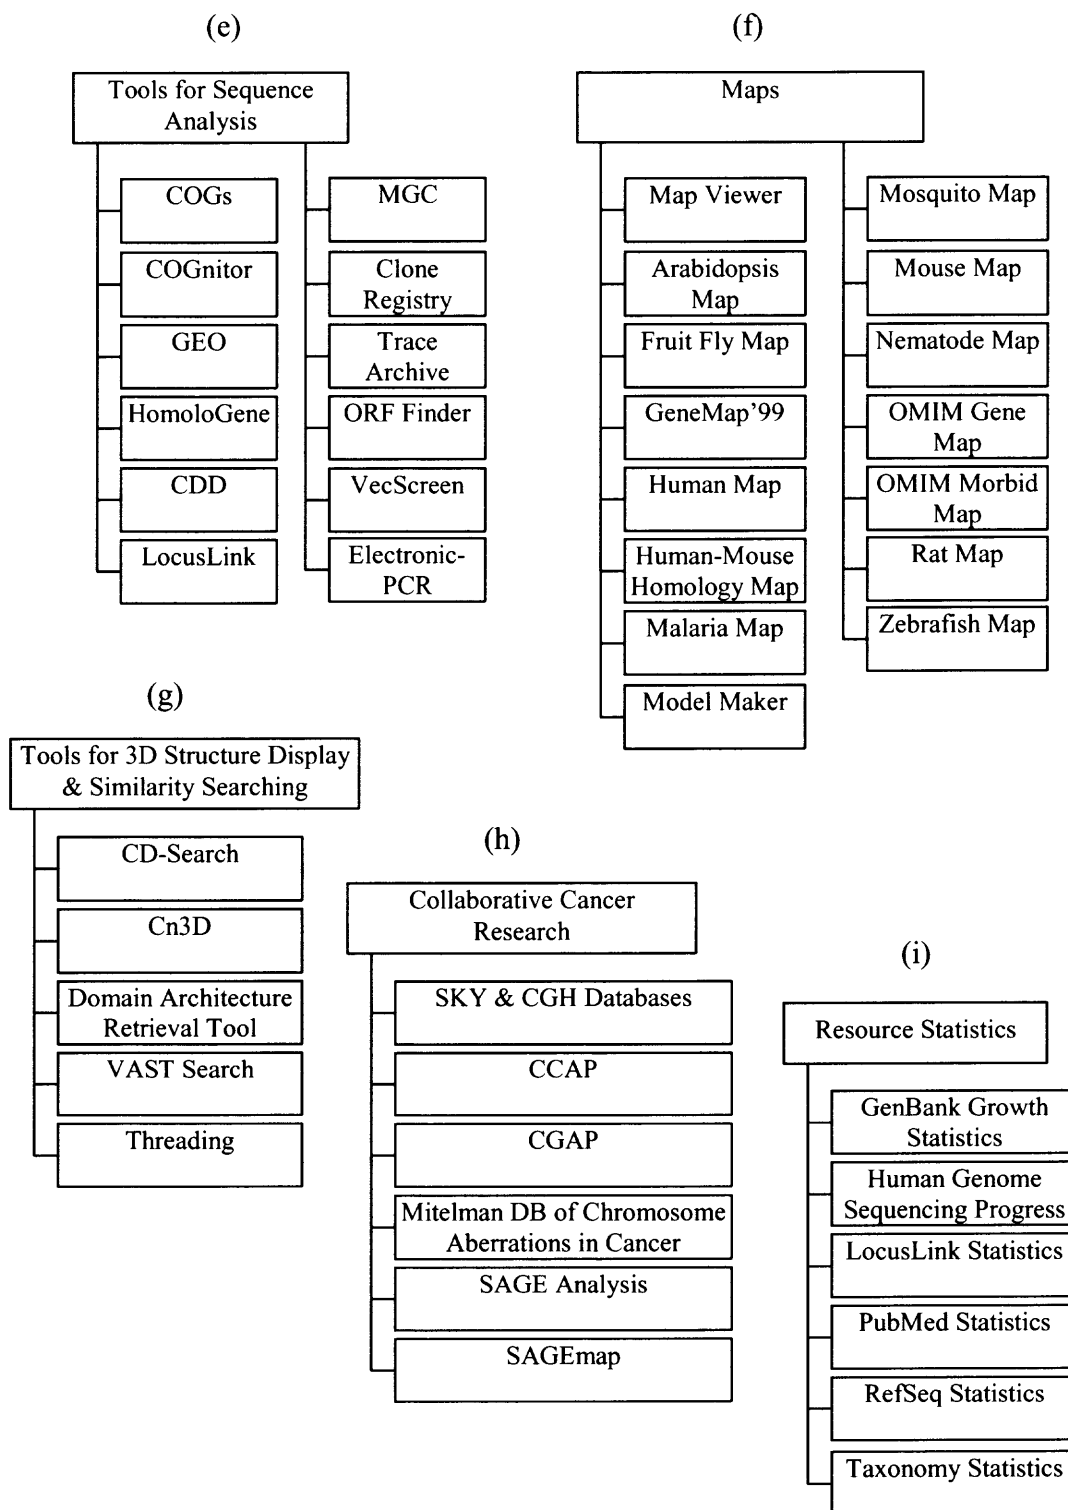 (e)
Tools for Sequence
Analysis
COGs
COGnitor
GEO
HomoloGene
CDD
LocusLink
MGC
Clone
Registry
Trace
Archive
ORF Finder
VecScreen
Electronic-
PCR
(f)
Maps
Map Viewer
Arabidopsis
Map
Fruit Fly Map
GeneMap'99
Human Map
Human-Mouse
Homology Map
Malaria Map
Model Maker
Mosquito Map
Mouse Map
Nematode Map
OMIM Gene
Map
OMIM Morbid
Map
Rat Map
Zebrafish Map
(g)
Tools for 3D Structure Display
& Similarity Searching
CD-Search
Cn3D
Domain Architecture
Retrieval Tool
VAST Search
Threading
(h)
Collaborative Cancer
Research
SKY & CGH Databases
CCAP
CGAP
Mitelman DB of Chromosome
Aberrations in Cancer
SAGE Analysis
SAGEmap
(i)
Resource Statistics
GenBank Growth
Statistics
Human Genome
Sequencing Progress
LocusLink Statistics
PubMed Statistics
RefSeq Statistics
Taxonomy Statistics